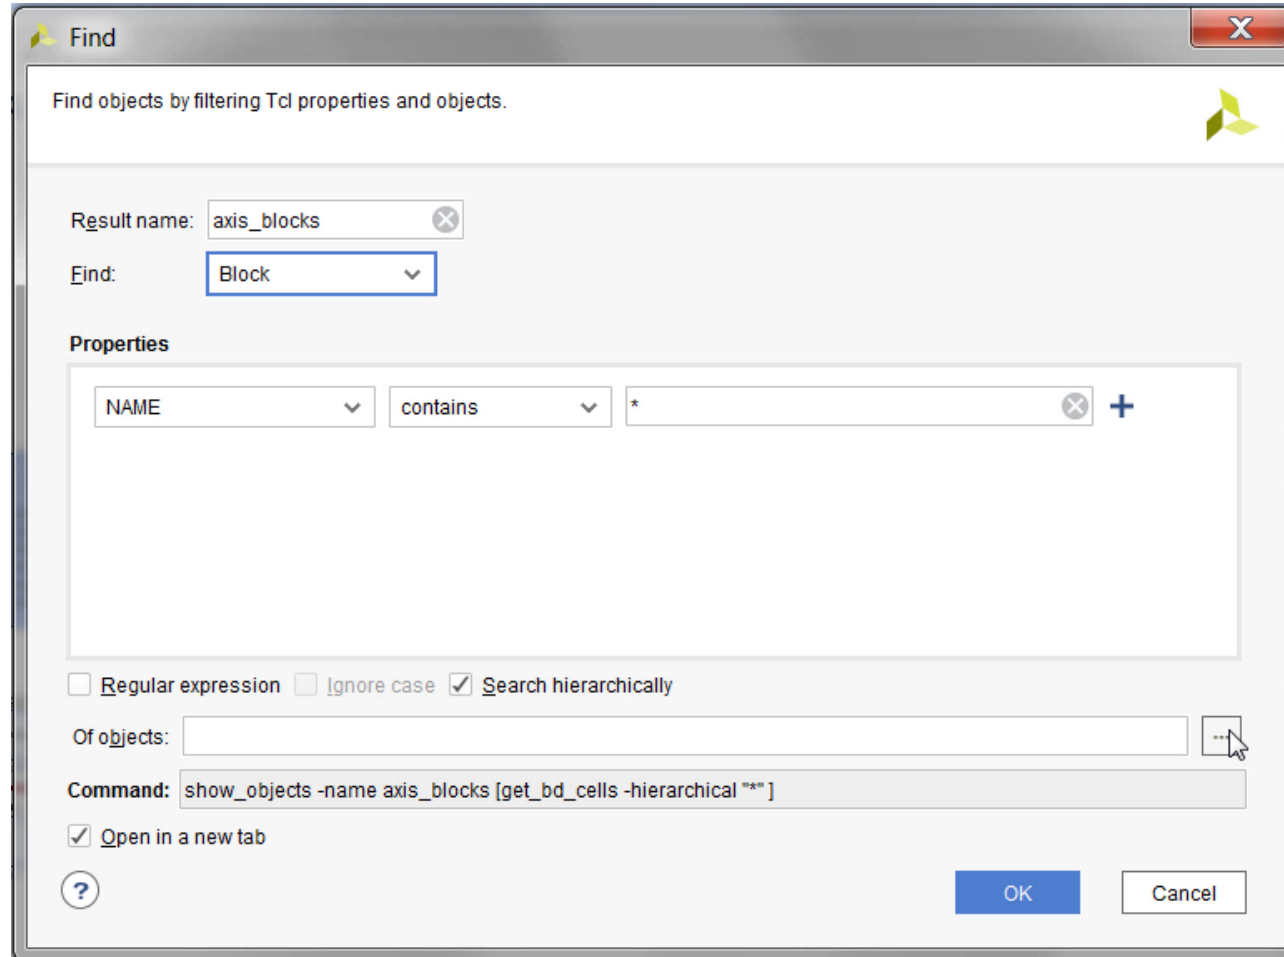 Find
X
Find objects by filtering Tcl properties and objects.
Result name: axis_blocks
Find: Block
Properties
NAME contains * +
Regular expression Ignore case Search hierarchically
Of objects: ...
Command: show_objects -name axis_blocks [get_bd_cells -hierarchical "*" ]
Open in a new tab
? OK Cancel